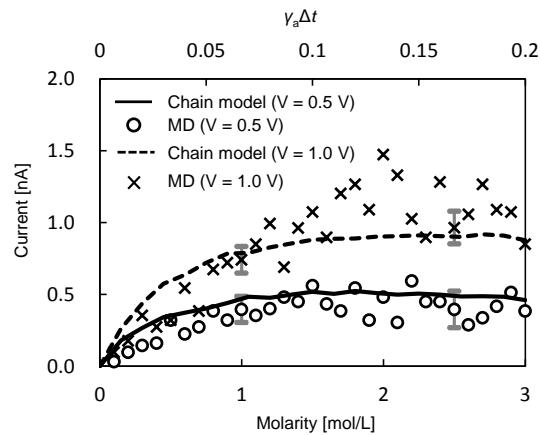 γaΔt
0 0.05 0.1 0.15 0.2
2.0
Chain model (V = 0.5 V)
MD (V = 0.5 V)
1.5
Chain model (V = 1.0 V)
MD (V = 1.0 V)
Current [nA]
1.0
0.5
0.0
0 1 2 3
Molarity [mol/L]